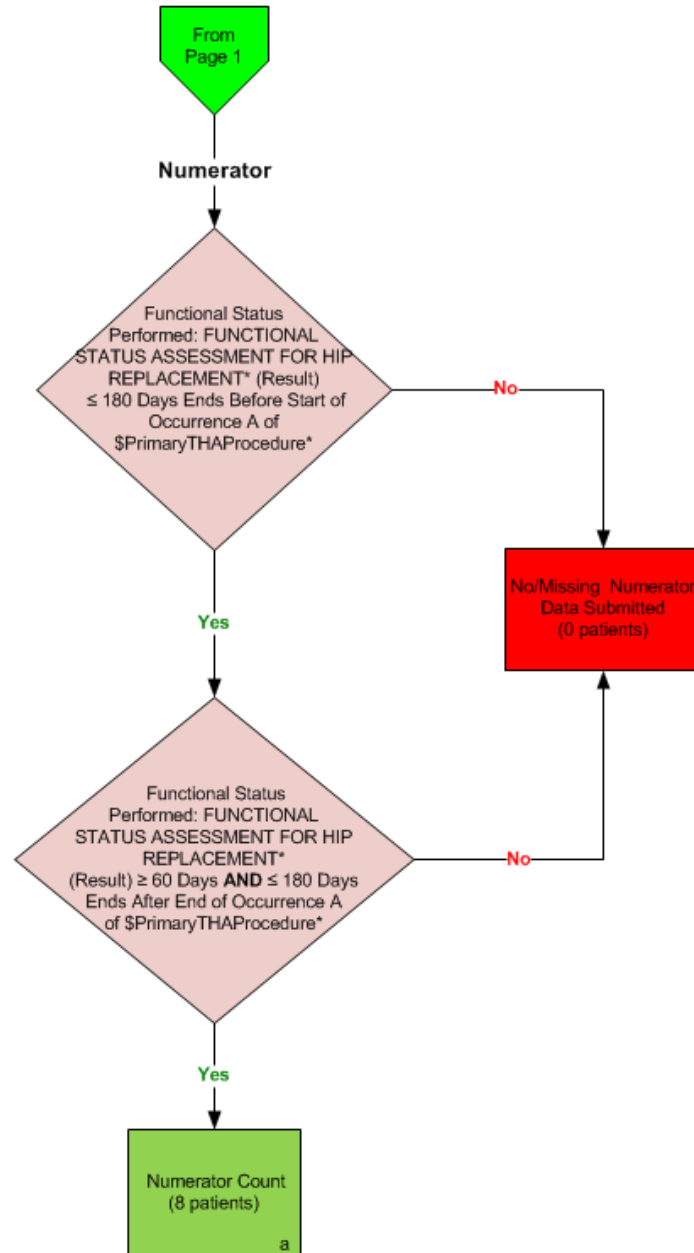 From
Page 1
Numerator
Functional Status
Performed: FUNCTIONAL
STATUS ASSESSMENT FOR HIP
REPLACEMENT* (Result)
≤ 180 Days Ends Before Start of
Occurrence A of
$PrimaryTHAProcedure*
No
No/Missing Numerator
Data Submitted
(0 patients)
Yes
Functional Status
Performed: FUNCTIONAL
STATUS ASSESSMENT FOR HIP
REPLACEMENT*
(Result) ≥ 60 Days AND ≤ 180 Days
Ends After End of Occurrence A
of $PrimaryTHAProcedure*
No
Yes
Numerator Count
(8 patients)
a